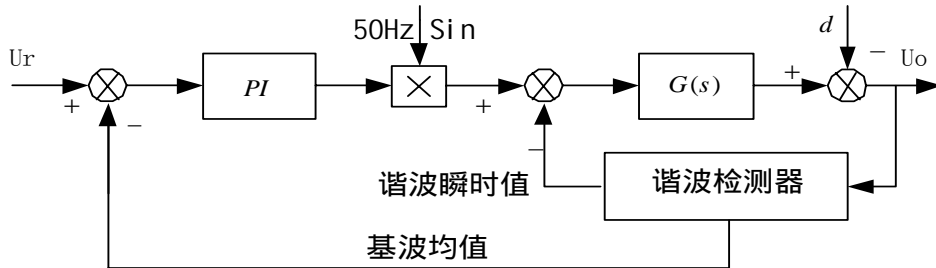 50Hz Sin
d
Ur
Uo
+
PI
×
+
G(s)
+
−
−
−
谐波瞬时值
谐波检测器
基波均值